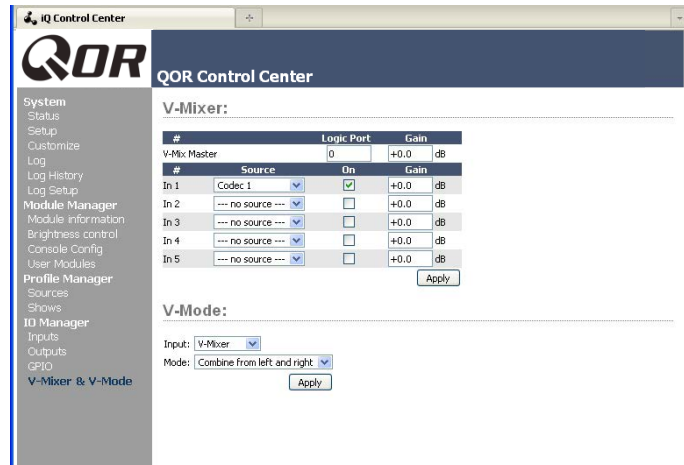 iQ Control Center
QOR
QOR Control Center
System
Status
Setup
Customize
Log
Log History
Log Setup
Module Manager
Module information
Brightness control
Console Config
User Modules
Profile Manager
Sources
Shows
IO Manager
Inputs
Outputs
GPIO
V-Mixer & V-Mode
V-Mixer:
# Logic Port Gain
V-Mix Master 0 +0.0 dB
# Source On Gain
In 1 Codec 1 +0.0 dB
In 2 --- no source --- +0.0 dB
In 3 --- no source --- +0.0 dB
In 4 --- no source --- +0.0 dB
In 5 --- no source --- +0.0 dB
Apply
V-Mode:
Input: V-Mixer
Mode: Combine from left and right
Apply